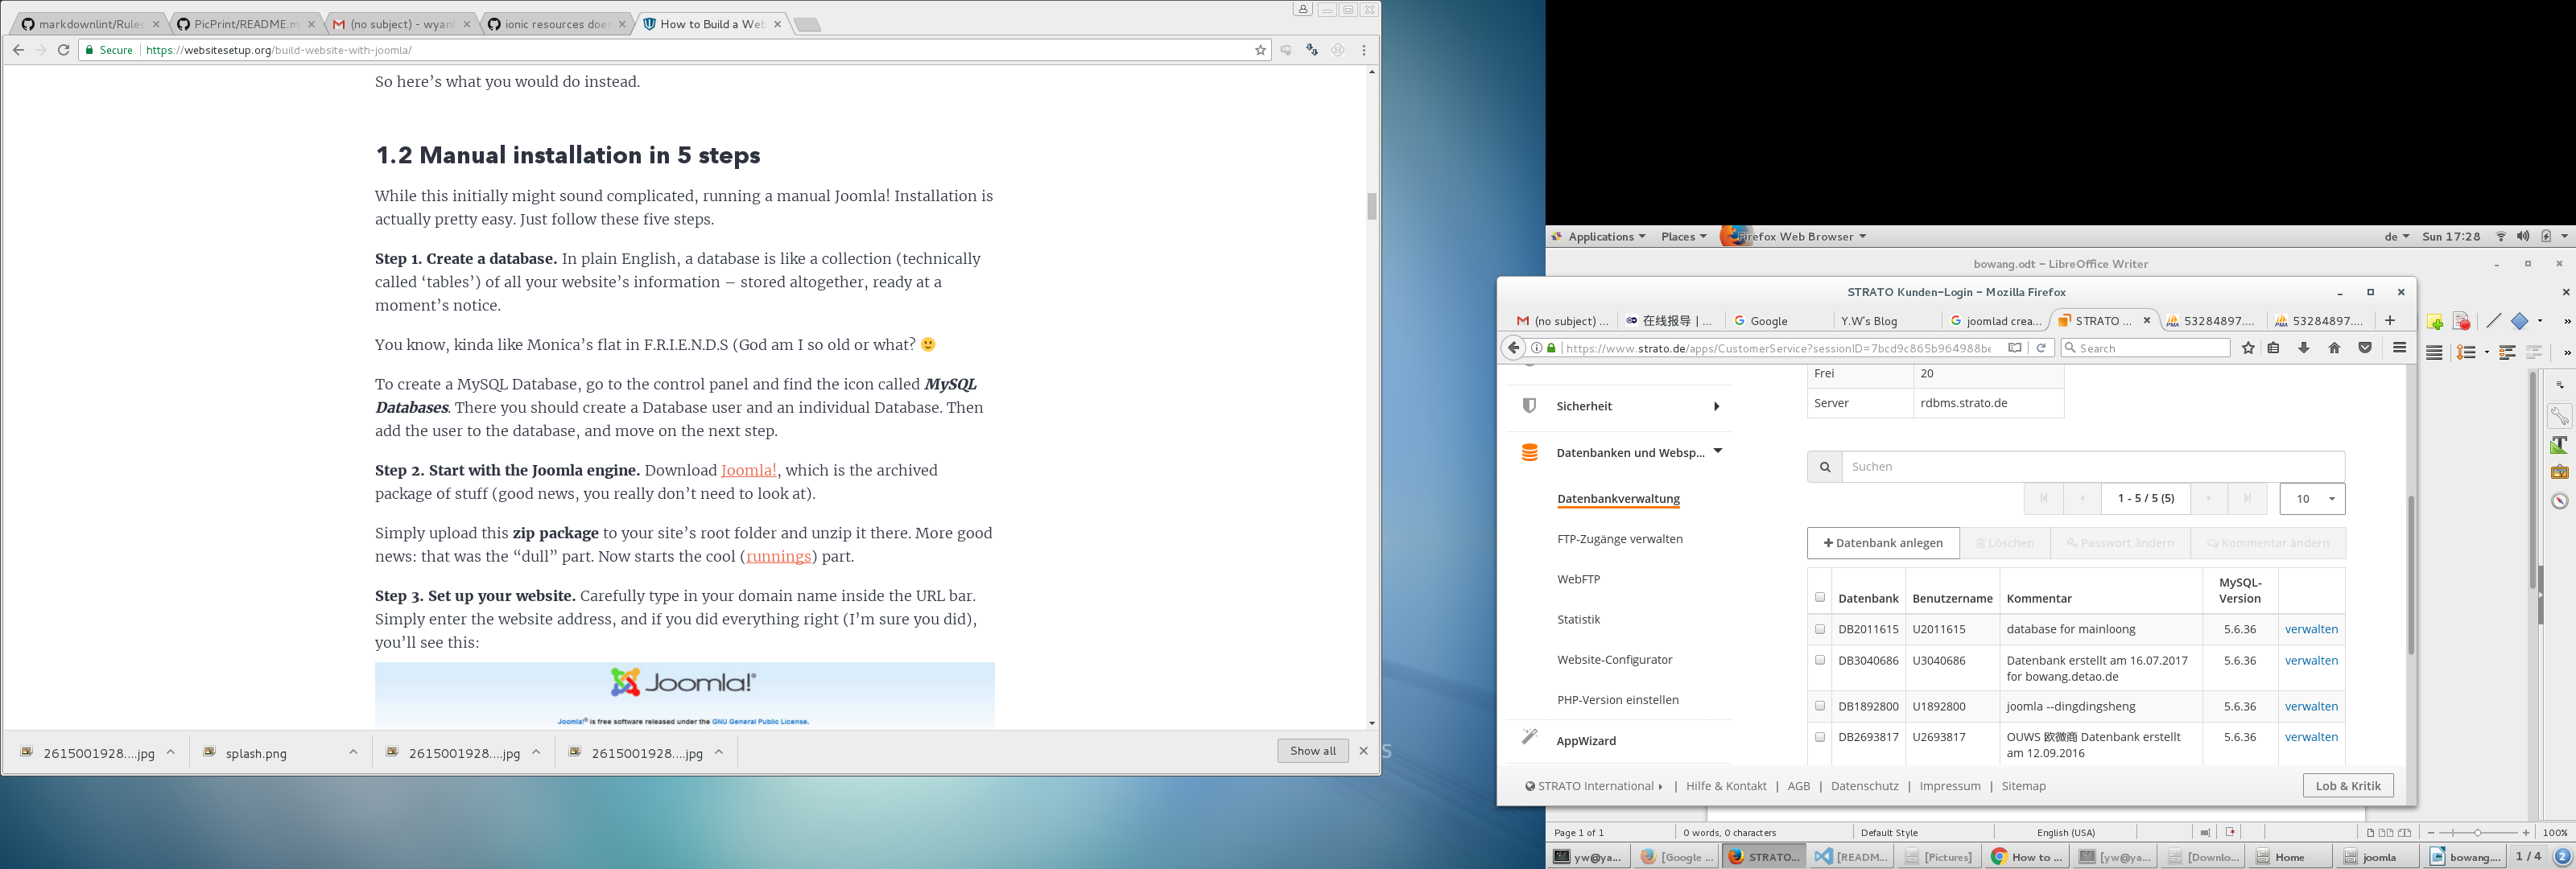 markdownlint/Rules
PicPrint/README.m
(no subject) - wyanl
ionic resources does
How to Build a Web
Secure
https://websitesetup.org/build-website-with-joomla/
So here’s what you would do instead.
1.2 Manual installation in 5 steps
While this initially might sound complicated, running a manual Joomla! Installation is
actually pretty easy. Just follow these five steps.
Step 1. Create a database. In plain English, a database is like a collection (technically
called ‘tables’) of all your website’s information – stored altogether, ready at a
moment’s notice.
You know, kinda like Monica’s flat in F.R.I.E.N.D.S (God am I so old or what? 🙂
To create a MySQL Database, go to the control panel and find the icon called MySQL
Databases. There you should create a Database user and an individual Database. Then
add the user to the database, and move on the next step.
Step 2. Start with the Joomla engine. Download Joomla!, which is the archived
package of stuff (good news, you really don’t need to look at).
Simply upload this zip package to your site’s root folder and unzip it there. More good
news: that was the “dull” part. Now starts the cool (runnings) part.
Step 3. Set up your website. Carefully type in your domain name inside the URL bar.
Simply enter the website address, and if you did everything right (I’m sure you did),
you’ll see this:
Joomla!®
Joomla!® is free software released under the GNU General Public License.
2615001928....jpg
splash.png
2615001928....jpg
2615001928....jpg
Show all
S
Applications
Places
Firefox Web Browser
de
Sun 17:28
bowang.odt - LibreOffice Writer
STRATO Kunden-Login - Mozilla Firefox
(no subject) ...
在线报导 | ...
Google
Y.W's Blog
joomlad crea...
STRATO ...
53284897....
53284897....
https://www.strato.de/apps/CustomerService?sessionID=7bcd9c865b964988be
Search
Frei 20
Server rdbms.strato.de
Sicherheit
Datenbanken und Websp...
Datenbankverwaltung
FTP-Zugänge verwalten
WebFTP
Statistik
Website-Configurator
PHP-Version einstellen
AppWizard
Suchen
1 - 5 / 5 (5)
10
Datenbank anlegen
Löschen
Passwort ändern
Kommentar ändern
Datenbank Benutzername Kommentar MySQL-
Version
DB2011615 U2011615 database for mainloong 5.6.36 verwalten
DB3040686 U3040686 Datenbank erstellt am 16.07.2017 5.6.36 verwalten
for bowang.detao.de
DB1892800 U1892800 joomla --dingdingsheng 5.6.36 verwalten
DB2693817 U2693817 OUWS 欧微商 Datenbank erstellt 5.6.36 verwalten
am 12.09.2016
STRATO International | Hilfe & Kontakt | AGB | Datenschutz | Impressum | Sitemap
Lob & Kritik
Page 1 of 1
0 words, 0 characters
Default Style
English (USA)
100%
yw@ya...
[Google ...
STRATO...
[READM...
[Pictures]
How to ...
[yw@ya...
[Downlo...
Home
joomla
bowang....
1 / 4
2